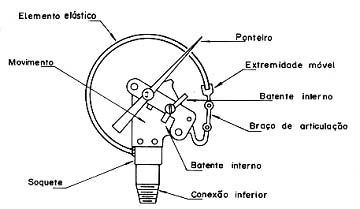 Elemento elástico
Ponteiro
Movimento
Extremidade móvel
Batente interno
Braço de articulação
Batente interno
Soquete
Conexão inferior